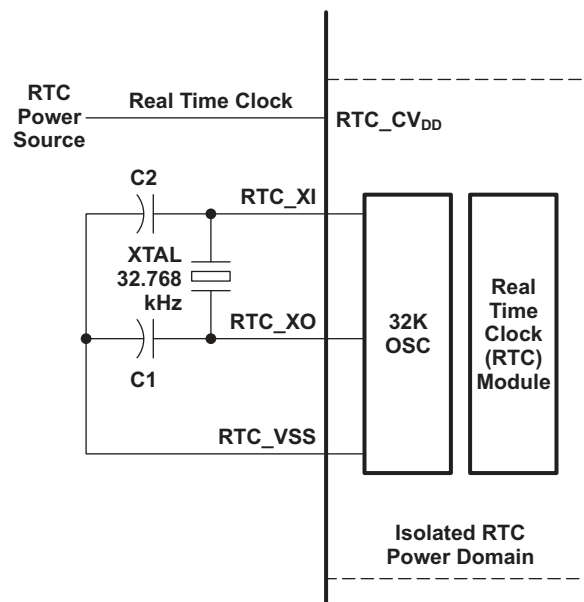 RTC
Power
Source
Real Time Clock
RTC_CVDD
C2
RTC_XI
XTAL
32.768
kHz
RTC_XO
C1
RTC_VSS
32K
OSC
Real
Time
Clock
(RTC)
Module
Isolated RTC
Power Domain